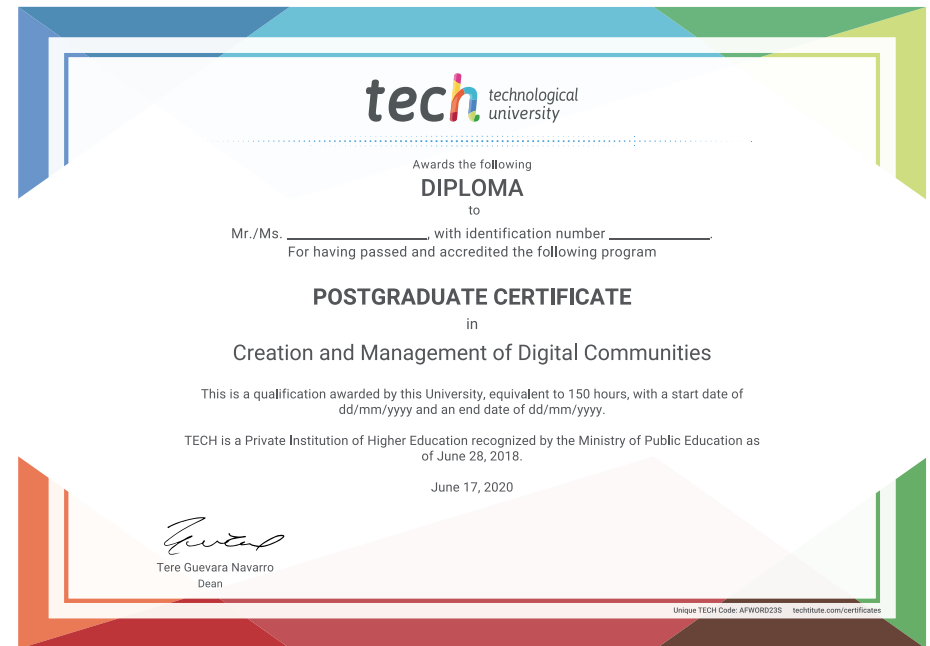 tech technological
university
Awards the following
DIPLOMA
to
Mr./Ms. ____________________, with identification number ______________.
For having passed and accredited the following program
POSTGRADUATE CERTIFICATE
in
Creation and Management of Digital Communities
This is a qualification awarded by this University, equivalent to 150 hours, with a start date of
dd/mm/yyyy and an end date of dd/mm/yyyy.
TECH is a Private Institution of Higher Education recognized by the Ministry of Public Education as
of June 28, 2018.
June 17, 2020
Tere Guevara Navarro
Dean
Unique TECH Code: AFWORD23S techtitute.com/certificates